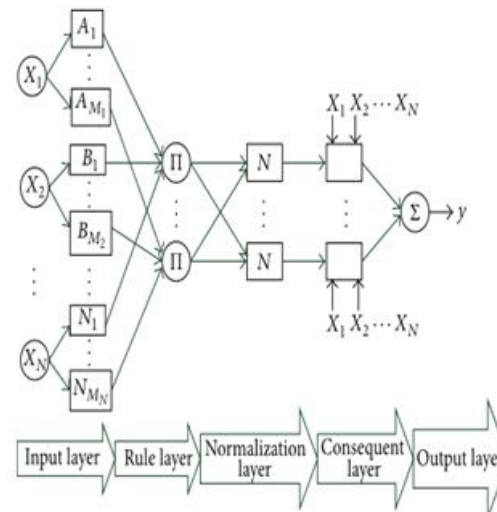 A1
X1
AM1
B1
X2
BM2
N1
XN
NMN
Π
Π
N
N
X1 X2 ⋯ XN
X1 X2 ⋯ XN
Σ
y
Input layer
Rule layer
Normalization
layer
Consequent
layer
Output laye